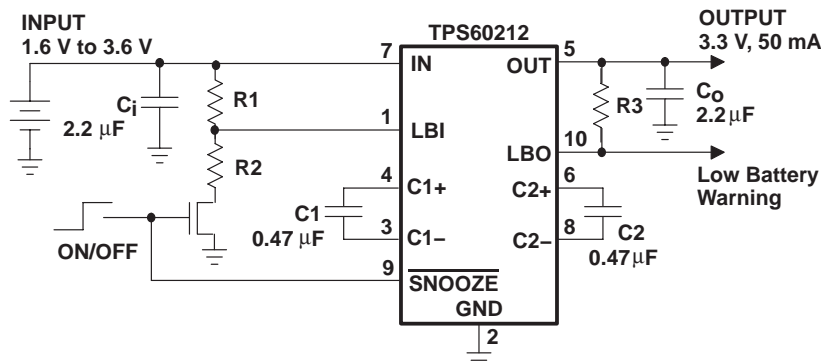 INPUT
1.6 V to 3.6 V
OUTPUT
3.3 V, 50 mA
TPS60212
7
IN
5
OUT
Ci
2.2 µF
R1
1
LBI
R2
R3
Co
2.2 µF
10
LBO
Low Battery
Warning
4
C1+
6
C2+
C1
0.47 µF
3
C1–
8
C2–
C2
0.47 µF
ON/OFF
9
SNOOZE
GND
2